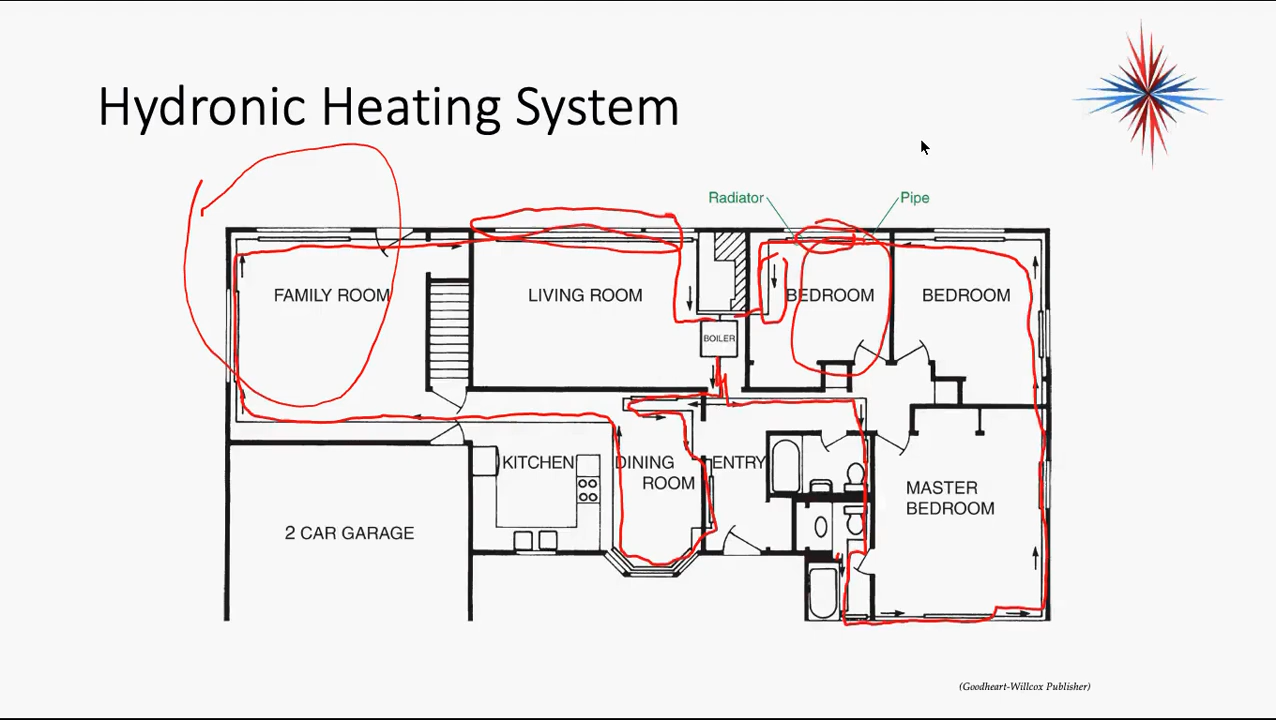 Hydronic Heating System
Radiator
Pipe
FAMILY ROOM
LIVING ROOM
BEDROOM
BEDROOM
BOILER
KITCHEN
DINING
ROOM
ENTRY
MASTER
BEDROOM
2 CAR GARAGE
(Goodheart-Willcox Publisher)